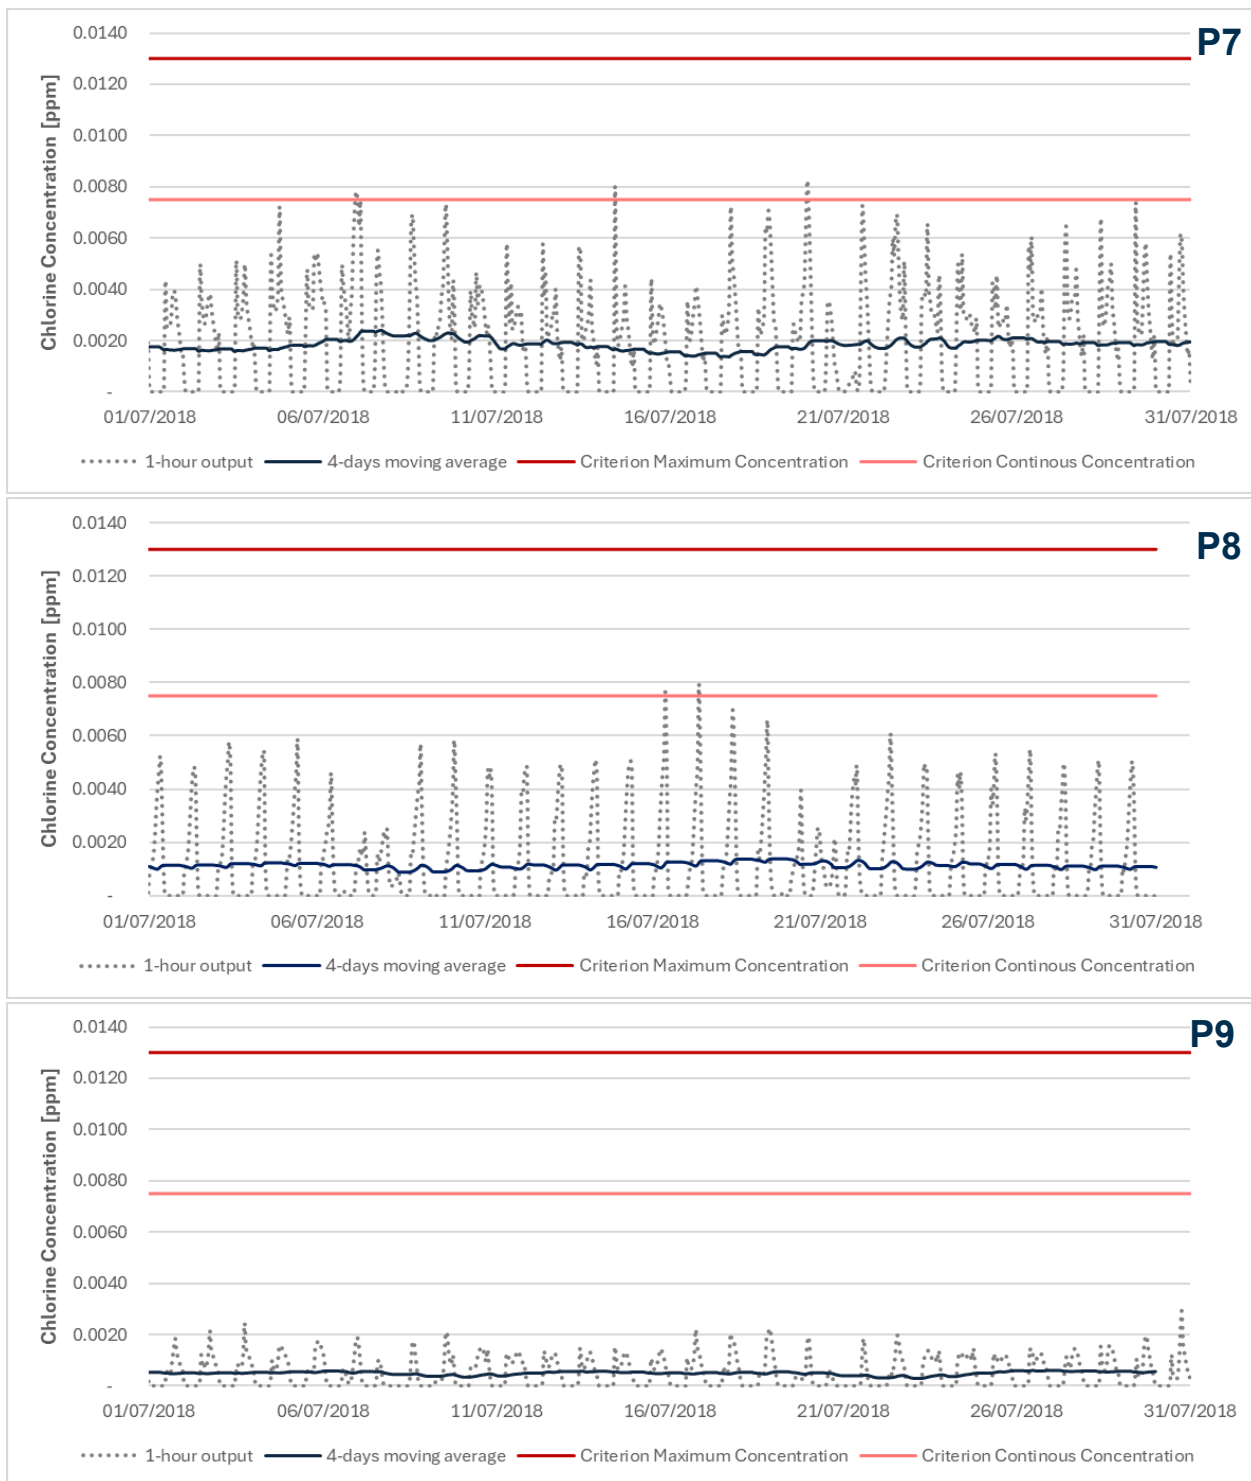 P7
Chlorine Concentration [ppm]
0.0140
0.0120
0.0100
0.0080
0.0060
0.0040
0.0020
-
01/07/2018 06/07/2018 11/07/2018 16/07/2018 21/07/2018 26/07/2018 31/07/2018
1-hour output 4-days moving average Criterion Maximum Concentration Criterion Continous Concentration
P8
Chlorine Concentration [ppm]
0.0140
0.0120
0.0100
0.0080
0.0060
0.0040
0.0020
-
01/07/2018 06/07/2018 11/07/2018 16/07/2018 21/07/2018 26/07/2018 31/07/2018
1-hour output 4-days moving average Criterion Maximum Concentration Criterion Continous Concentration
P9
Chlorine Concentration [ppm]
0.0140
0.0120
0.0100
0.0080
0.0060
0.0040
0.0020
-
01/07/2018 06/07/2018 11/07/2018 16/07/2018 21/07/2018 26/07/2018 31/07/2018
1-hour output 4-days moving average Criterion Maximum Concentration Criterion Continous Concentration